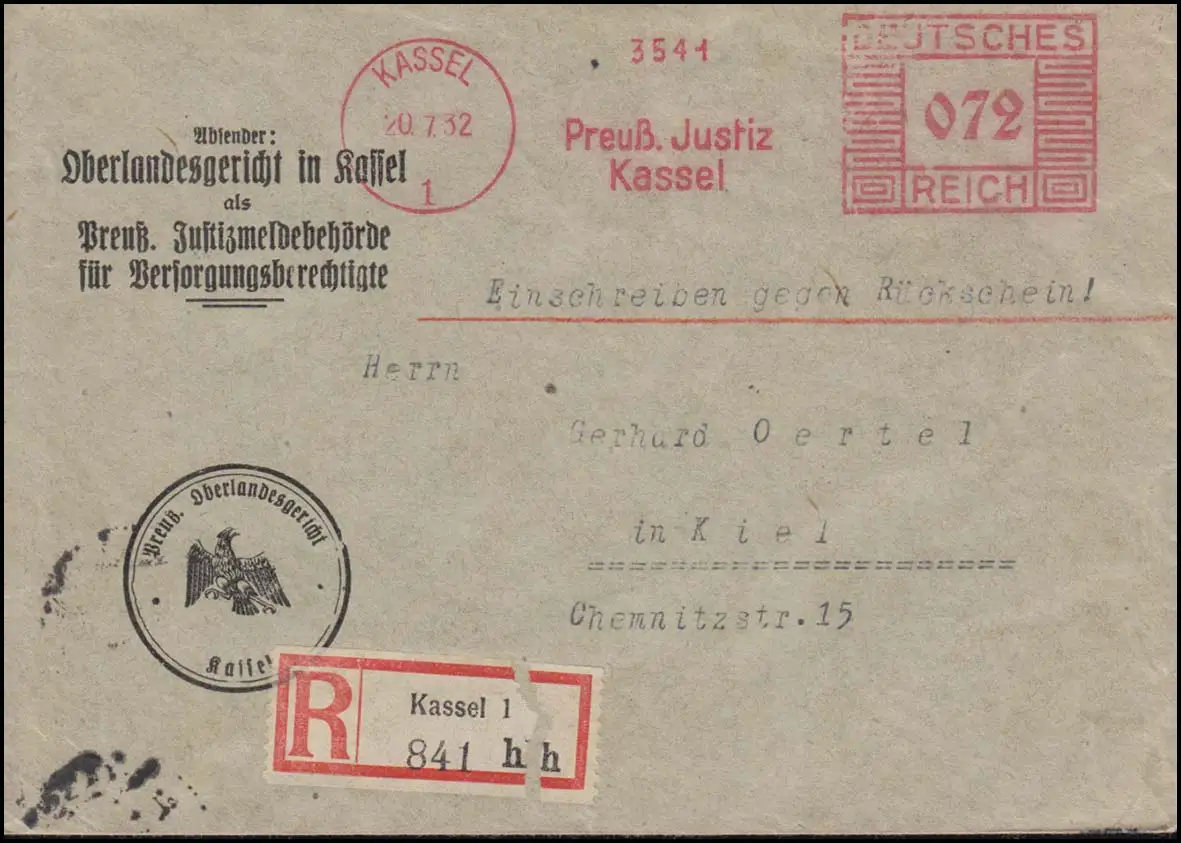 KASSEL
20.7.32
1
3541
Preuß. Justiz
Kassel
DEUTSCHES
072
REICH
Absender:
Oberlandesgericht in Kassel
als
Preuß. Justizmeldebehörde
für Versorgungsberechtigte
Einschreiben gegen Rückschein!
Herrn
Gerhard Oertel
in Kiel
====================
Chemnitzstr.15
Preuß. Oberlandesgericht
Kassel
R
Kassel 1
841 h h